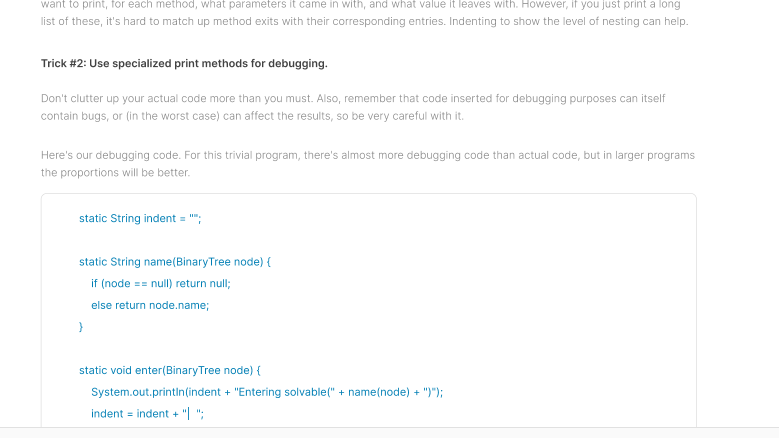 want to print, for each method, what parameters it came in with, and what value it leaves with. However, if you just print a long
list of these, it's hard to match up method exits with their corresponding entries. Indenting to show the level of nesting can help.
Trick #2: Use specialized print methods for debugging.
Don't clutter up your actual code more than you must. Also, remember that code inserted for debugging purposes can itself
contain bugs, or (in the worst case) can affect the results, so be very careful with it.
Here's our debugging code. For this trivial program, there's almost more debugging code than actual code, but in larger programs
the proportions will be better.
static String indent = "";
static String name(BinaryTree node) {
if (node == null) return null;
else return node.name;
}
static void enter(BinaryTree node) {
System.out.println(indent + "Entering solvable(" + name(node) + ")");
indent = indent + "|  ";